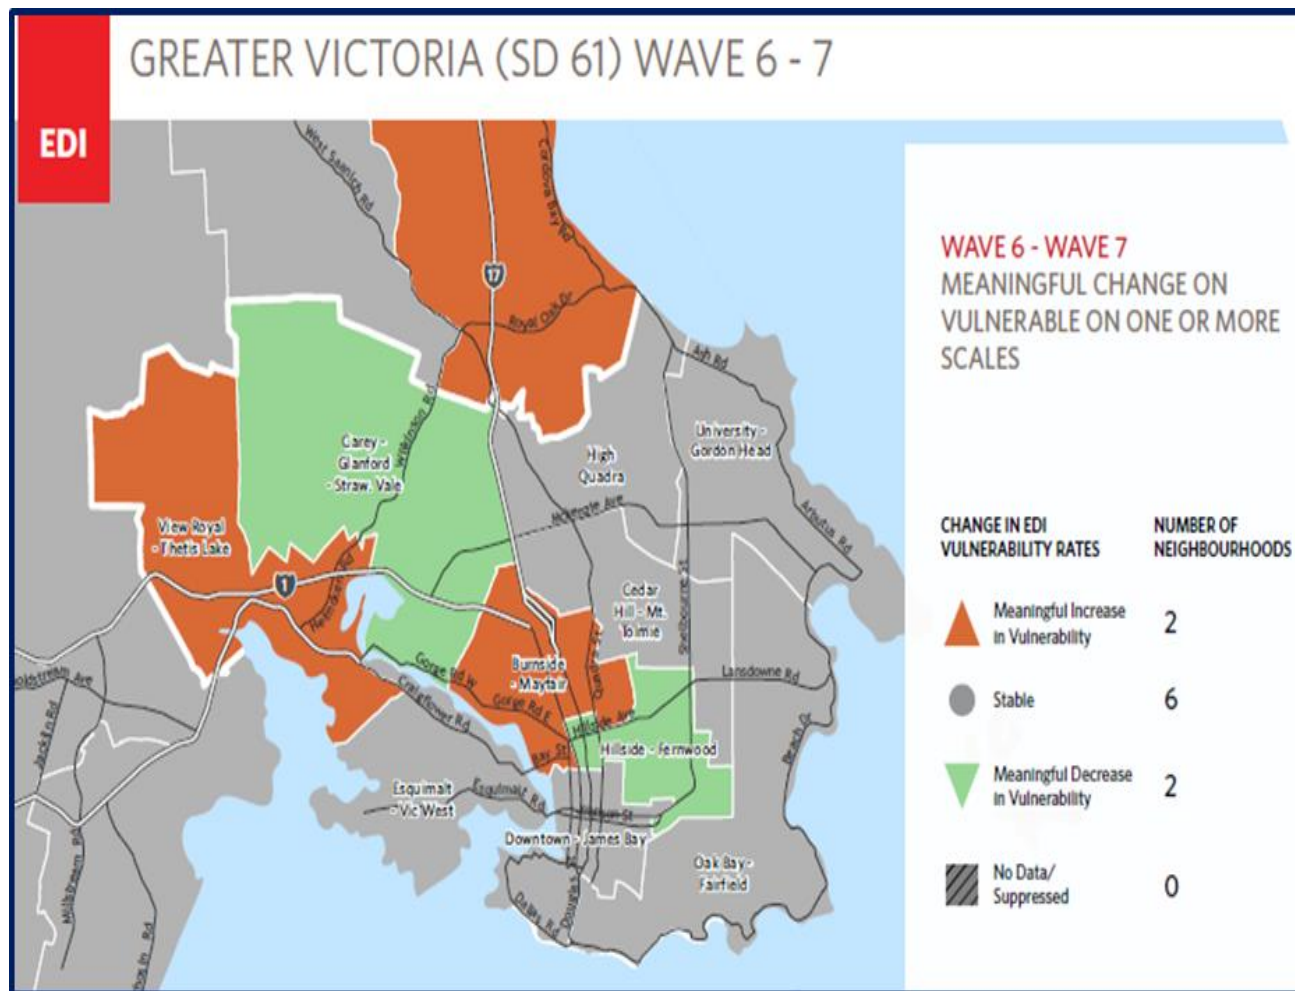 GREATER VICTORIA (SD 61) WAVE 6 - 7
EDI
West Saanich Rd
Cordova Bay Rd
17
Royal Oak Dr
Ash Rd
Wilkinson Rd
Carey -
Glanford
- Straw. Vale
High
Quadra
University -
Gordon Head
McKenzie Ave
Arbutus Rd
View Royal
- Thetis Lake
1
Helmcken Rd
Cedar
Hill - Mt.
Tolmie
Shelbourne St
Burnside
- Mayfair
Quadra St
Lansdowne Rd
Gorge Rd W
Gorge Rd E
Craigflower Rd
Hillside Ave
Bay St
Hillside - Fernwood
Beach Dr
Jacklin Rd
Millstream Rd
Esquimalt
- Vic West
Esquimalt Rd
Downtown - James Bay
Oak Bay -
Fairfield
Dallas Rd
Douglas St
WAVE 6 - WAVE 7
MEANINGFUL CHANGE ON
VULNERABLE ON ONE OR MORE
SCALES
CHANGE IN EDI
VULNERABILITY RATES
NUMBER OF
NEIGHBOURHOODS
Meaningful Increase
in Vulnerability
2
Stable
6
Meaningful Decrease
in Vulnerability
2
No Data/
Suppressed
0